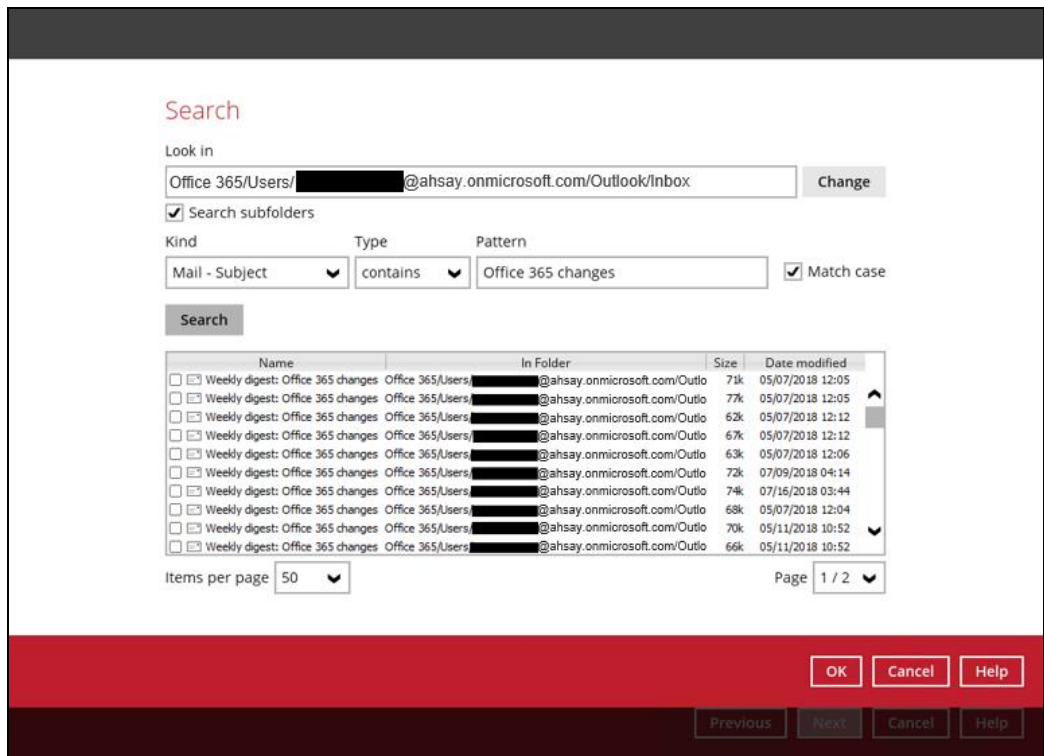 Search
Look in
Office 365/Users/ @ahsay.onmicrosoft.com/Outlook/Inbox Change
Search subfolders
Kind Type Pattern
Mail - Subject contains Office 365 changes Match case
Search
Name In Folder Size Date modified
Weekly digest: Office 365 changes Office 365/Users/ @ahsay.onmicrosoft.com/Outlo 71k 05/07/2018 12:05
Weekly digest: Office 365 changes Office 365/Users/ @ahsay.onmicrosoft.com/Outlo 77k 05/07/2018 12:05
Weekly digest: Office 365 changes Office 365/Users/ @ahsay.onmicrosoft.com/Outlo 62k 05/07/2018 12:12
Weekly digest: Office 365 changes Office 365/Users/ @ahsay.onmicrosoft.com/Outlo 67k 05/07/2018 12:12
Weekly digest: Office 365 changes Office 365/Users/ @ahsay.onmicrosoft.com/Outlo 63k 05/07/2018 12:06
Weekly digest: Office 365 changes Office 365/Users/ @ahsay.onmicrosoft.com/Outlo 72k 07/09/2018 04:14
Weekly digest: Office 365 changes Office 365/Users/ @ahsay.onmicrosoft.com/Outlo 74k 07/16/2018 03:44
Weekly digest: Office 365 changes Office 365/Users/ @ahsay.onmicrosoft.com/Outlo 68k 05/07/2018 12:04
Weekly digest: Office 365 changes Office 365/Users/ @ahsay.onmicrosoft.com/Outlo 70k 05/11/2018 10:52
Weekly digest: Office 365 changes Office 365/Users/ @ahsay.onmicrosoft.com/Outlo 66k 05/11/2018 10:52
Items per page 50 Page 1 / 2
OK Cancel Help
Previous Next Cancel Help